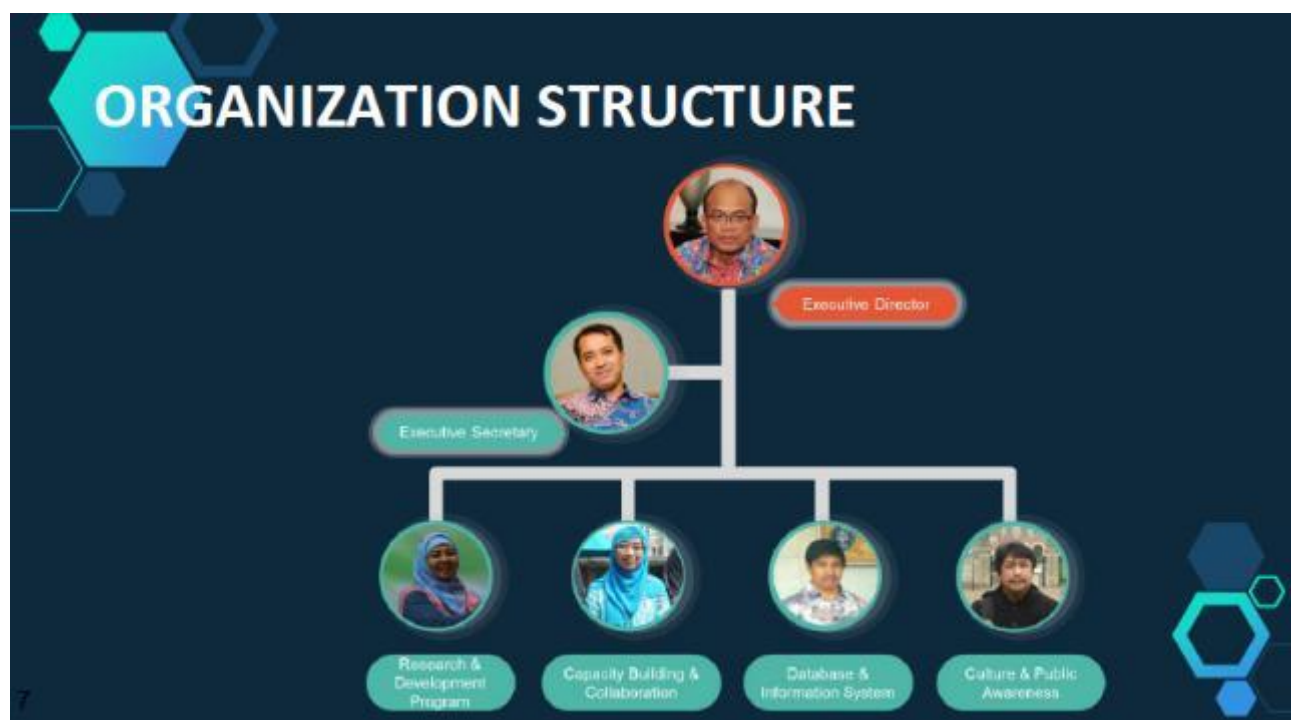 ORGANIZATION STRUCTURE
Executive Director
Executive Secretary
Research &
Development
Program
Capacity Building &
Collaboration
Database &
Information System
Culture & Public
Awareness
7